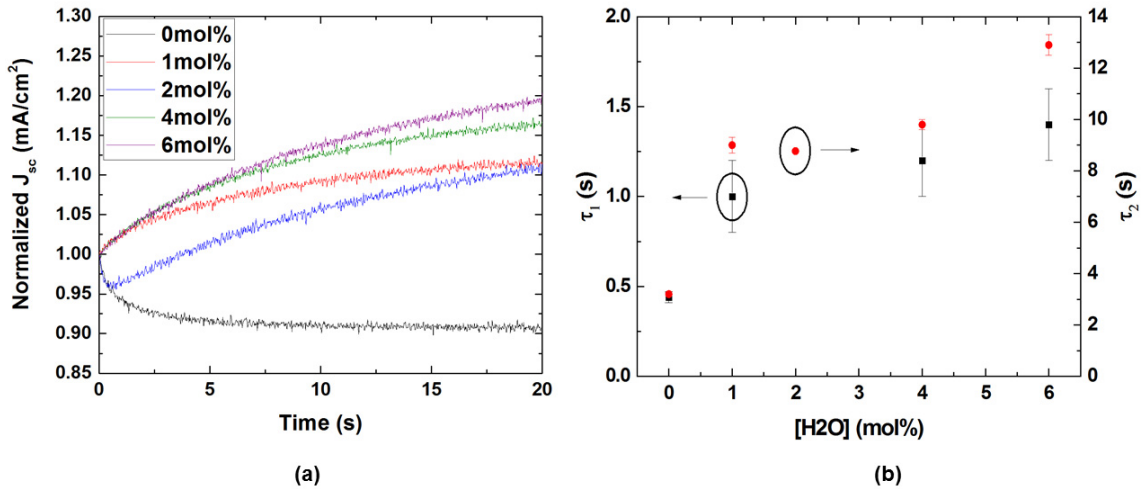 1.30
1.25
1.20
1.15
1.10
1.05
1.00
0.95
0.90
0.85
Normalized Jsc (mA/cm²)
0mol%
1mol%
2mol%
4mol%
6mol%
0 5 10 15 20
Time (s)
(a)
2.0
1.5
1.0
0.5
0.0
τ1 (s)
14
12
10
8
6
4
2
0
τ2 (s)
0 1 2 3 4 5 6
[H2O] (mol%)
(b)